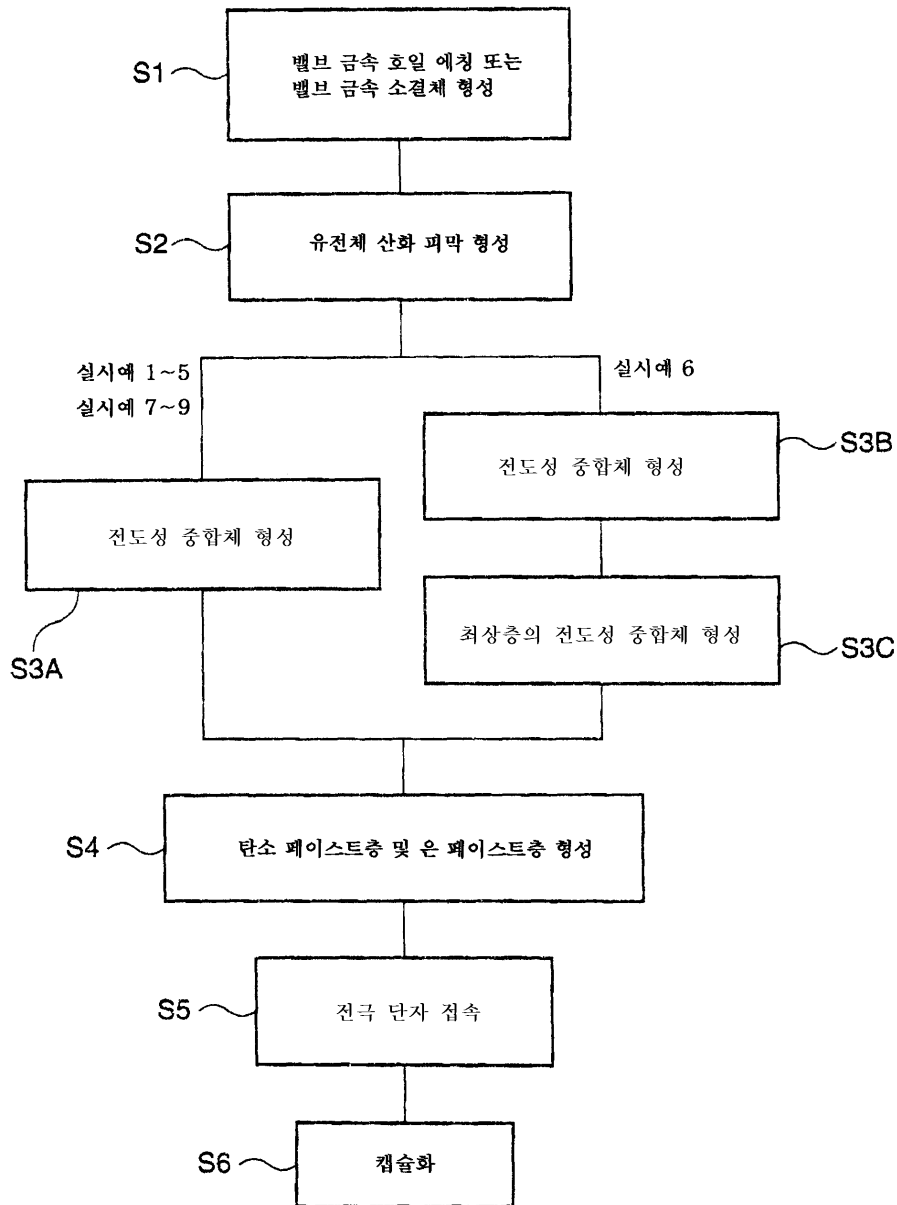 S1
밸브 금속 호일 에칭 또는
밸브 금속 소결체 형성
S2
유전체 산화 피막 형성
실시예 1~5
실시예 7~9
실시예 6
전도성 중합체 형성
S3B
전도성 중합체 형성
S3A
최상층의 전도성 중합체 형성
S3C
S4
탄소 페이스트층 및 은 페이스트층 형성
S5
전극 단자 접속
S6
캡슐화